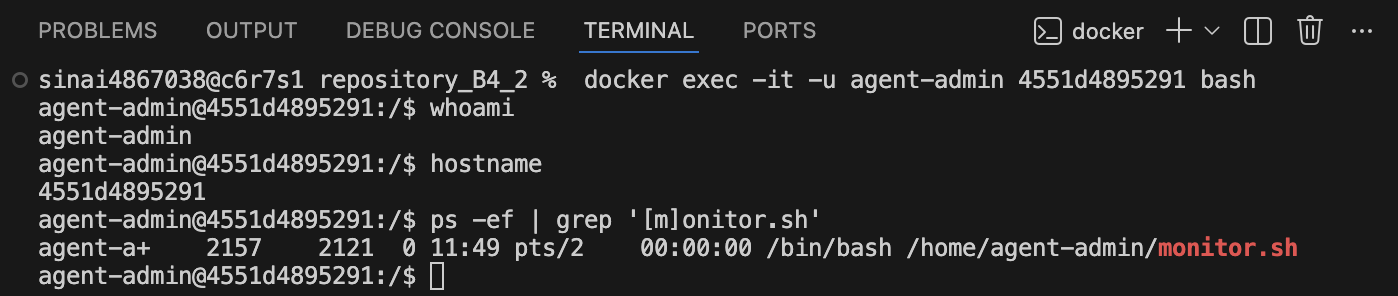 PROBLEMS OUTPUT DEBUG CONSOLE TERMINAL PORTS docker
sinai4867038@c6r7s1 repository_B4_2 % docker exec -it -u agent-admin 4551d4895291 bash
agent-admin@4551d4895291:/$ whoami
agent-admin
agent-admin@4551d4895291:/$ hostname
4551d4895291
agent-admin@4551d4895291:/$ ps -ef | grep '[m]onitor.sh'
agent-a+ 2157 2121 0 11:49 pts/2 00:00:00 /bin/bash /home/agent-admin/monitor.sh
agent-admin@4551d4895291:/$